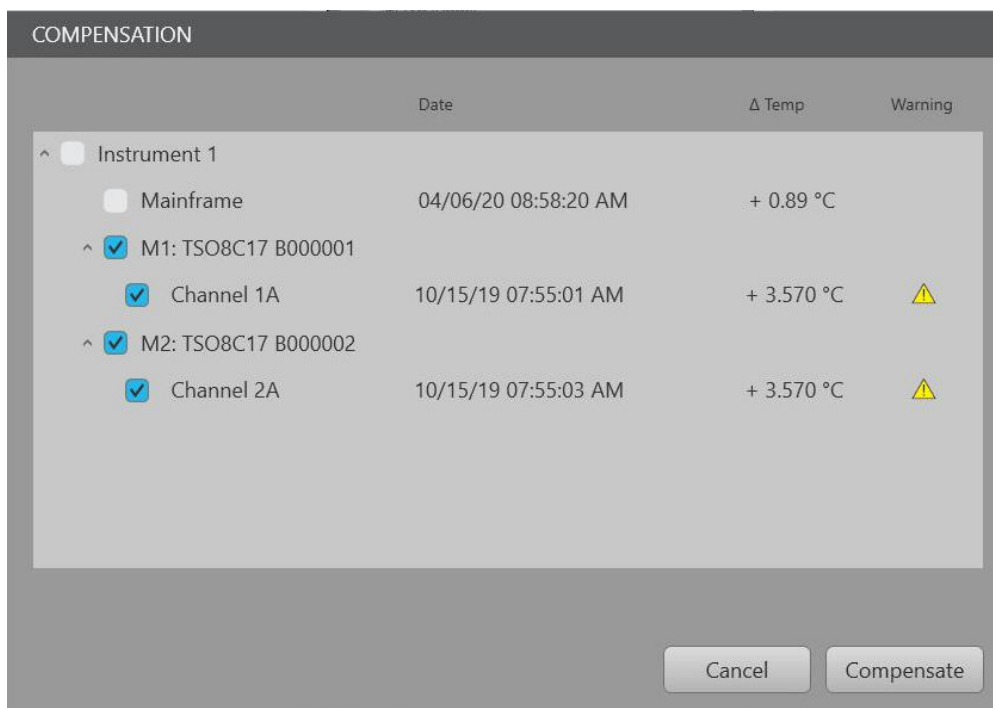 COMPENSATION
Date Δ Temp Warning
Instrument 1
Mainframe 04/06/20 08:58:20 AM + 0.89 °C
M1: TSO8C17 B000001
Channel 1A 10/15/19 07:55:01 AM + 3.570 °C
M2: TSO8C17 B000002
Channel 2A 10/15/19 07:55:03 AM + 3.570 °C
Cancel Compensate